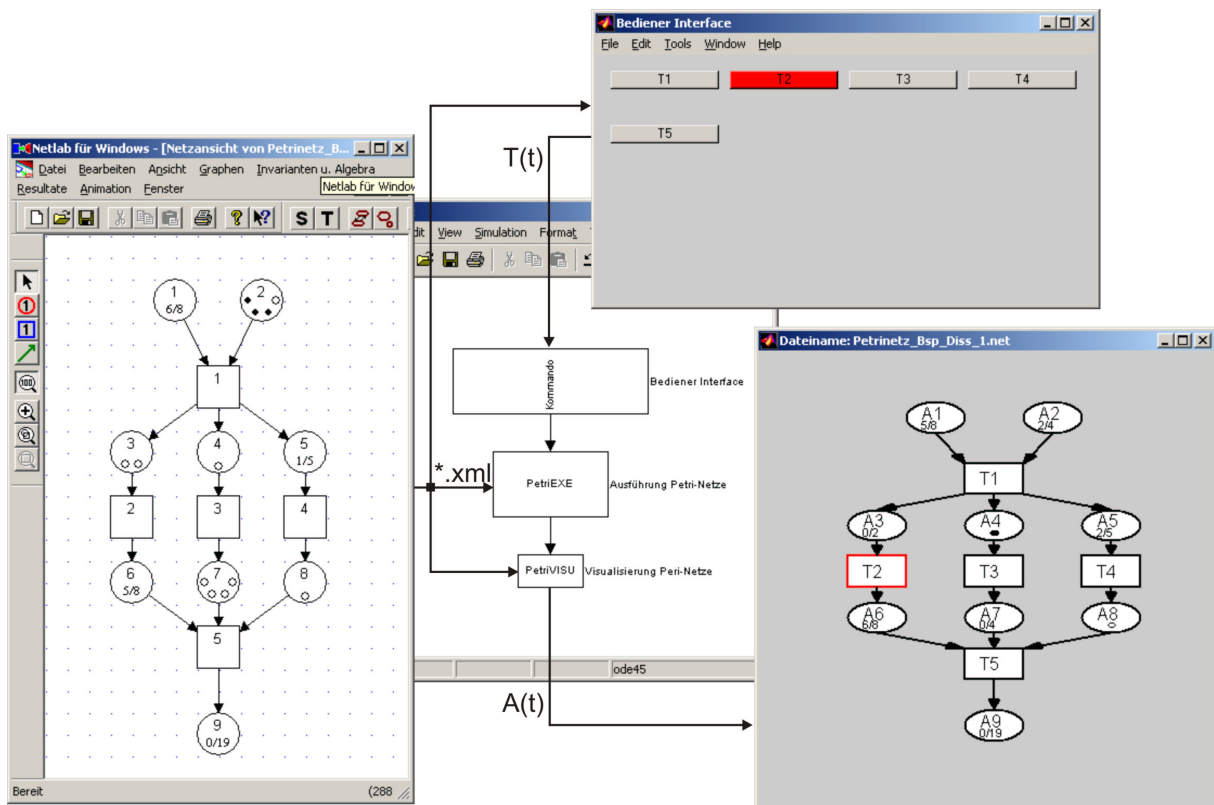 Bediener Interface
File Edit Tools Window Help
T1 T2 T3 T4
T5
T(t)
Netlab für Windows - [Netzansicht von Petrinetz_B...
Datei Bearbeiten Ansicht Graphen Invarianten u. Algebra
Resultate Animation Fenster
Netlab für Window
S T
1
6/8
2
1
3
4
5
1/5
2
3
4
6
5/8
7
8
5
9
0/19
1
1
100
Bereit (288
dit View Simulation Format
Kommando
Bediener Interface
*.xml
PetriEXE
Ausführung Petri-Netze
PetriVISU
Visualisierung Peri-Netze
ode45
A(t)
Dateiname: Petrinetz_Bsp_Diss_1.net
A1
5/8
A2
2/4
T1
A3
0/2
A4
A5
2/5
T2
T3
T4
A6
6/8
A7
0/4
A8
T5
A9
0/19